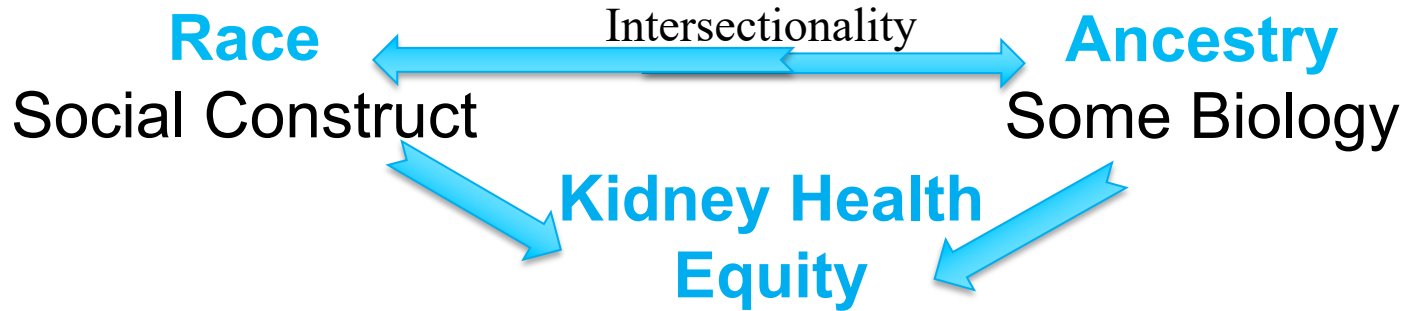 Intersectionality
Race
Ancestry
Social Construct
Some Biology
Kidney Health
Equity